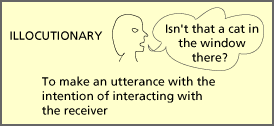 ILLOCUTIONARY
Isn't that a cat in
the window
there?
To make an utterance with the
intention of interacting with
the receiver